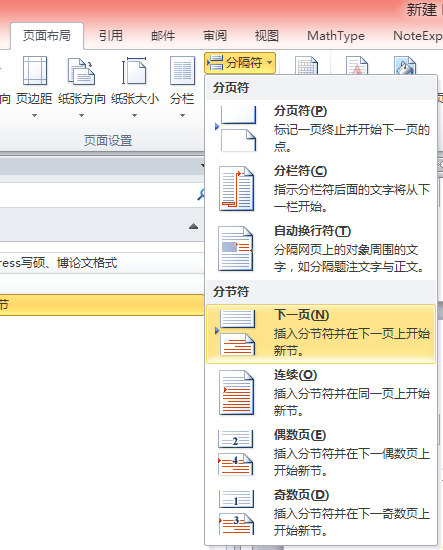 新建
页面布局 引用 邮件 审阅 视图 MathType NoteExp
向 页边距 纸张方向 纸张大小 分栏 分隔符
页面设置
ress写硕、博论文格式
节
分页符
分页符(P)
标记一页终止并开始下一页的
点。
分栏符(C)
指示分栏符后面的文字将从下
一栏开始。
自动换行符(T)
分隔网页上的对象周围的文
字，如分隔题注文字与正文。
分节符
下一页(N)
插入分节符并在下一页上开始
新节。
连续(O)
插入分节符并在同一页上开始
新节。
2
4
偶数页(E)
插入分节符并在下一偶数页上
开始新节。
1
3
奇数页(D)
插入分节符并在下一奇数页上
开始新节。